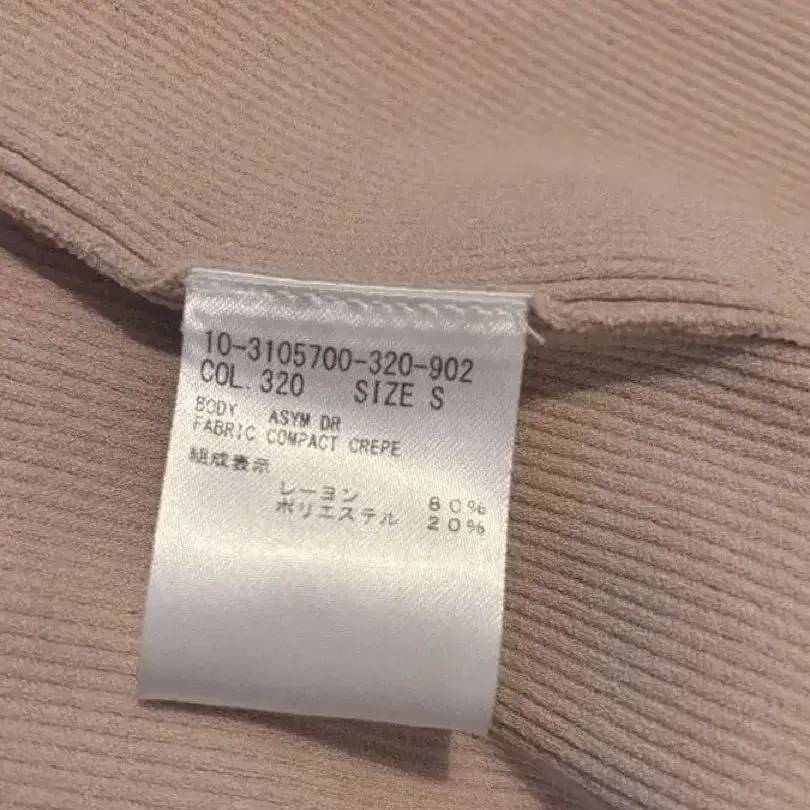 10-3105700-320-902
COL. 320 SIZE S
BODY ASYM DR
FABRIC COMPACT CREPE
組成表示
レーヨン 80%
ポリエステル 20%